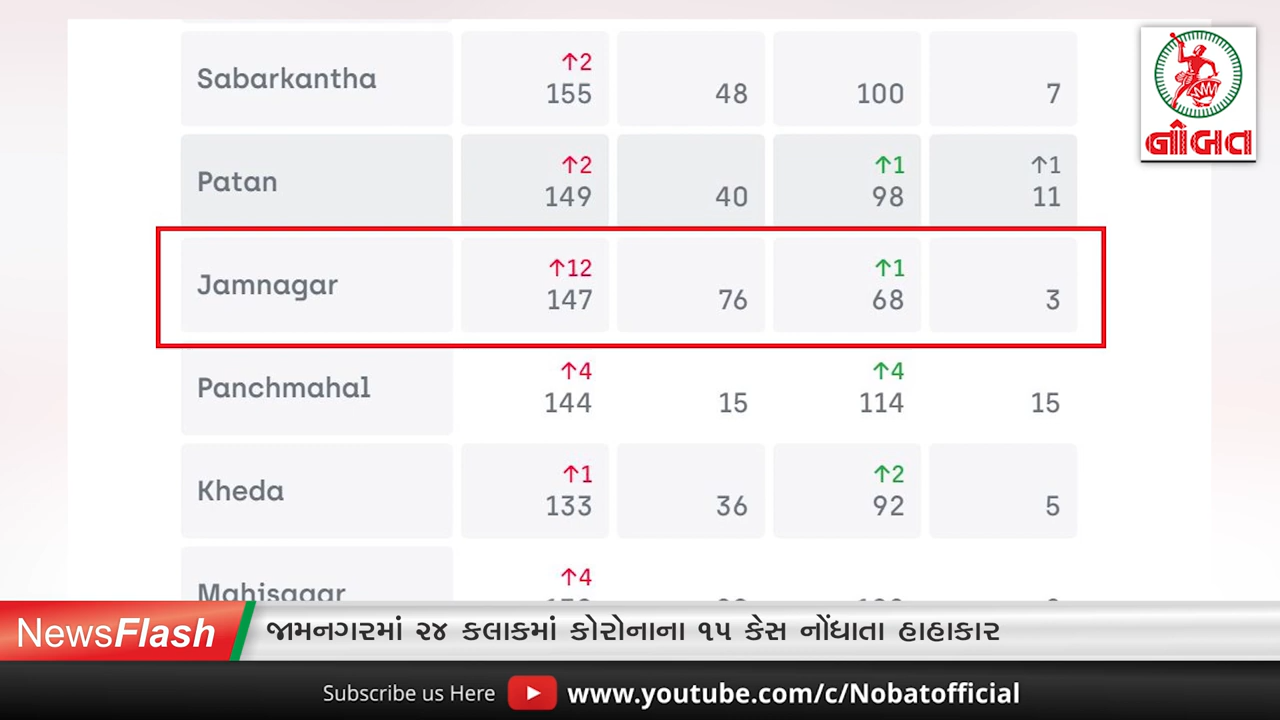 ↑2
Sabarkantha 155 48 100 7
નોબત
↑2 ↑1 ↑1
Patan 149 40 98 11
↑12 ↑1
Jamnagar 147 76 68 3
↑4 ↑4
Panchmahal 144 15 114 15
↑1 ↑2
Kheda 133 36 92 5
↑4
Mahisagar
NewsFlash જામનગરમાં ૨૪ કલાકમાં કોરોનાના ૧૫ કેસ નોંધાતા હાહાકાર
Subscribe us Here www.youtube.com/c/Nobatofficial